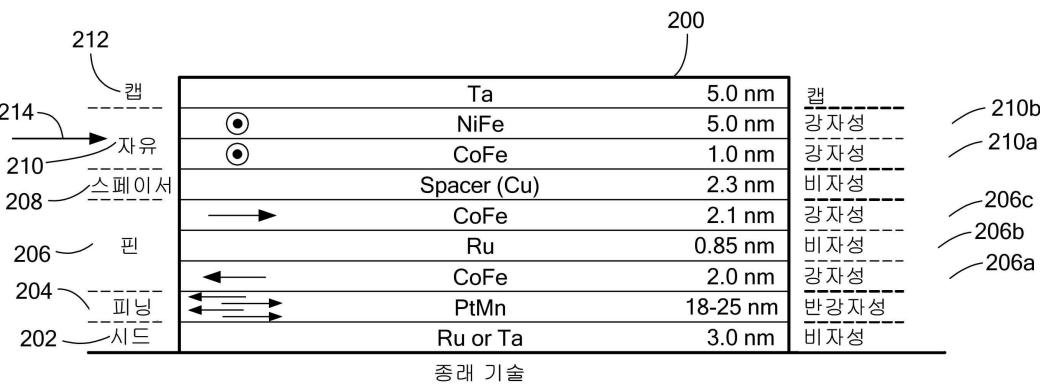 200
212
캡 Ta 5.0 nm 캡
214 NiFe 5.0 nm 강자성 210b
210 자유 CoFe 1.0 nm 강자성 210a
208 스페이서 Spacer (Cu) 2.3 nm 비자성
CoFe 2.1 nm 강자성 206c
206 핀 Ru 0.85 nm 비자성 206b
CoFe 2.0 nm 강자성 206a
204 피닝 PtMn 18-25 nm 반강자성
202 시드 Ru or Ta 3.0 nm 비자성
종래 기술